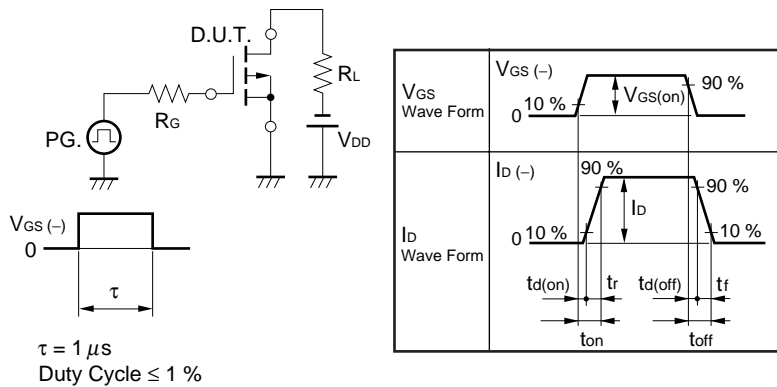 D.U.T.
RL
RG
PG.
VDD
VGS (−)
0
τ
τ = 1 μs
Duty Cycle ≤ 1 %
VGS
Wave Form
VGS (−)
10 %
0
VGS(on)
90 %
ID
Wave Form
ID (−)
90 %
90 %
ID
0 10 %
10 %
td(on)
tr
td(off)
tf
ton
toff